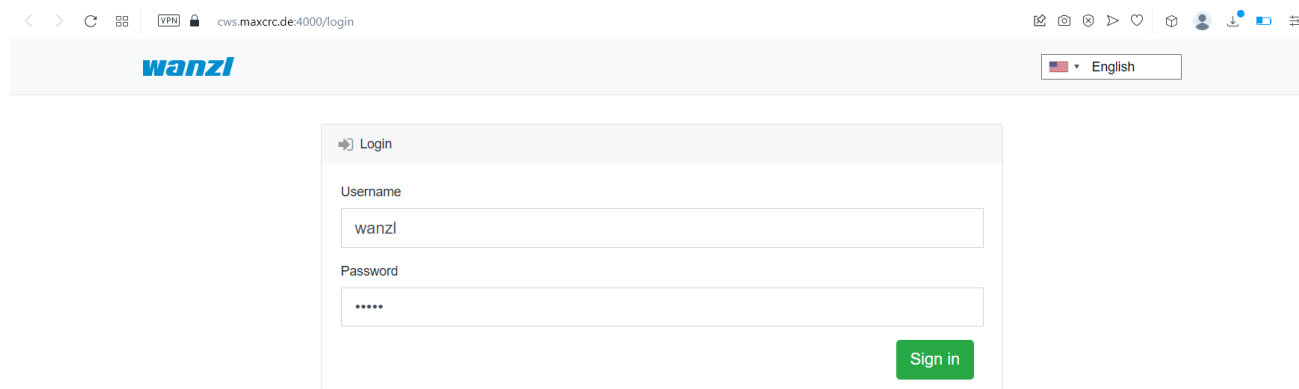 VPN cws.maxcrc.de:4000/login
wanzl
English
Login
Username
wanzl
Password
•••••
Sign in